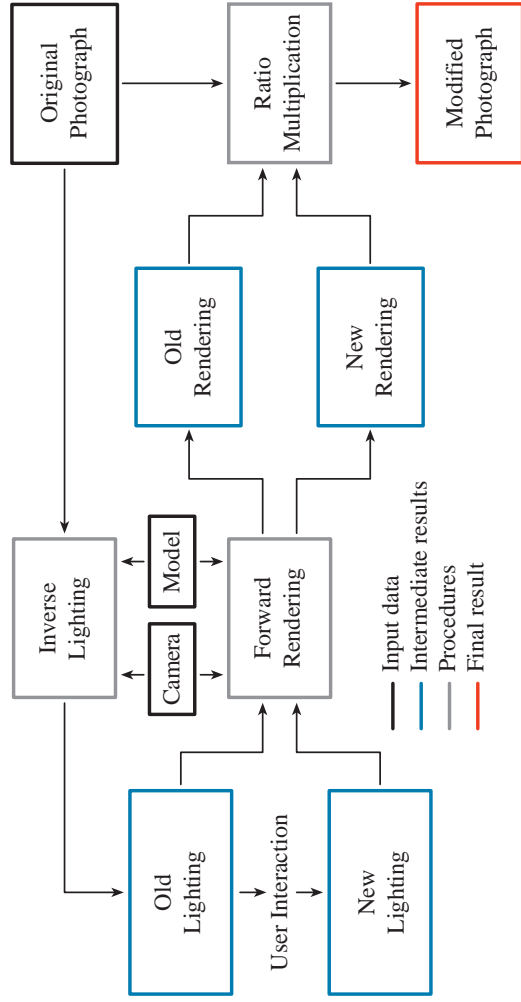 Original
Photograph
Inverse
Lighting
Camera
Model
Old
Lighting
User Interaction
New
Lighting
Forward
Rendering
Old
Rendering
New
Rendering
Ratio
Multiplication
Modified
Photograph
Input data
Intermediate results
Procedures
Final result